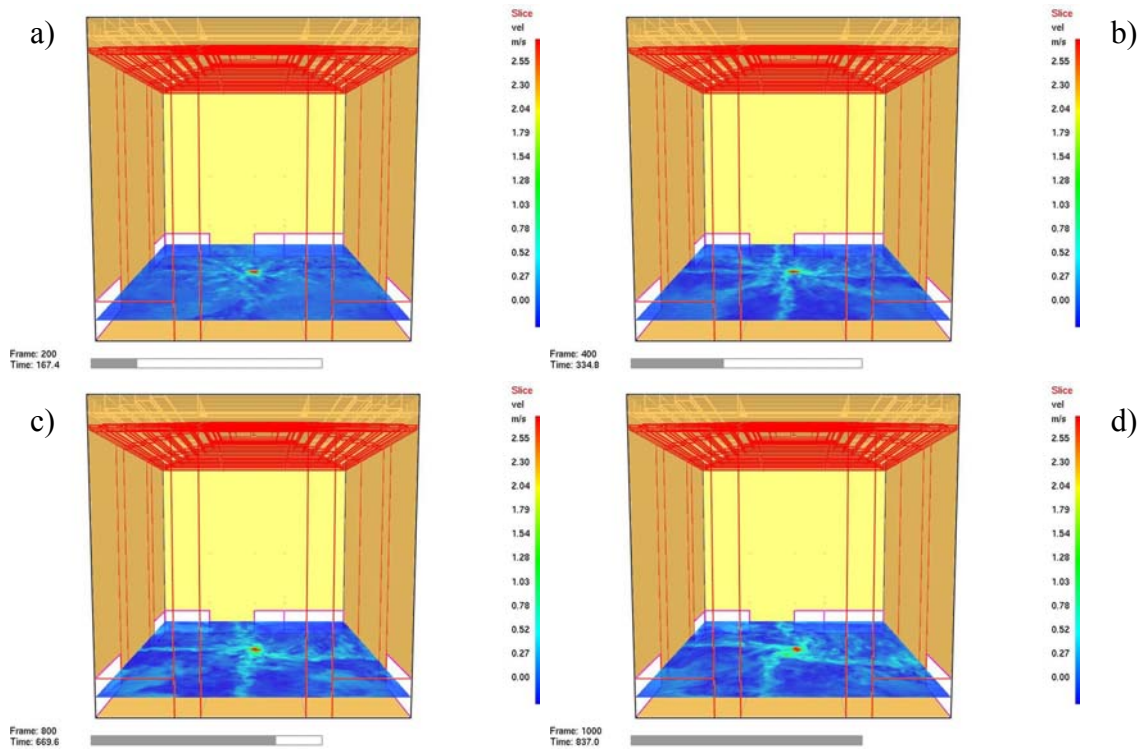 a)
Slice
vel
m/s
2.55
2.30
2.04
1.79
1.54
1.28
1.03
0.78
0.52
0.27
0.00
Frame: 200
Time: 167.4
b)
Slice
vel
m/s
2.55
2.30
2.04
1.79
1.54
1.28
1.03
0.78
0.52
0.27
0.00
Frame: 400
Time: 334.8
c)
Slice
vel
m/s
2.55
2.30
2.04
1.79
1.54
1.28
1.03
0.78
0.52
0.27
0.00
Frame: 800
Time: 669.6
d)
Slice
vel
m/s
2.55
2.30
2.04
1.79
1.54
1.28
1.03
0.78
0.52
0.27
0.00
Frame: 1000
Time: 837.0